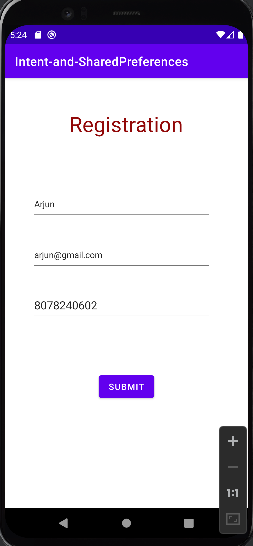 5:24
Intent-and-SharedPreferences
Registration
Arjun
arjun@gmail.com
8078240602
SUBMIT
1:1